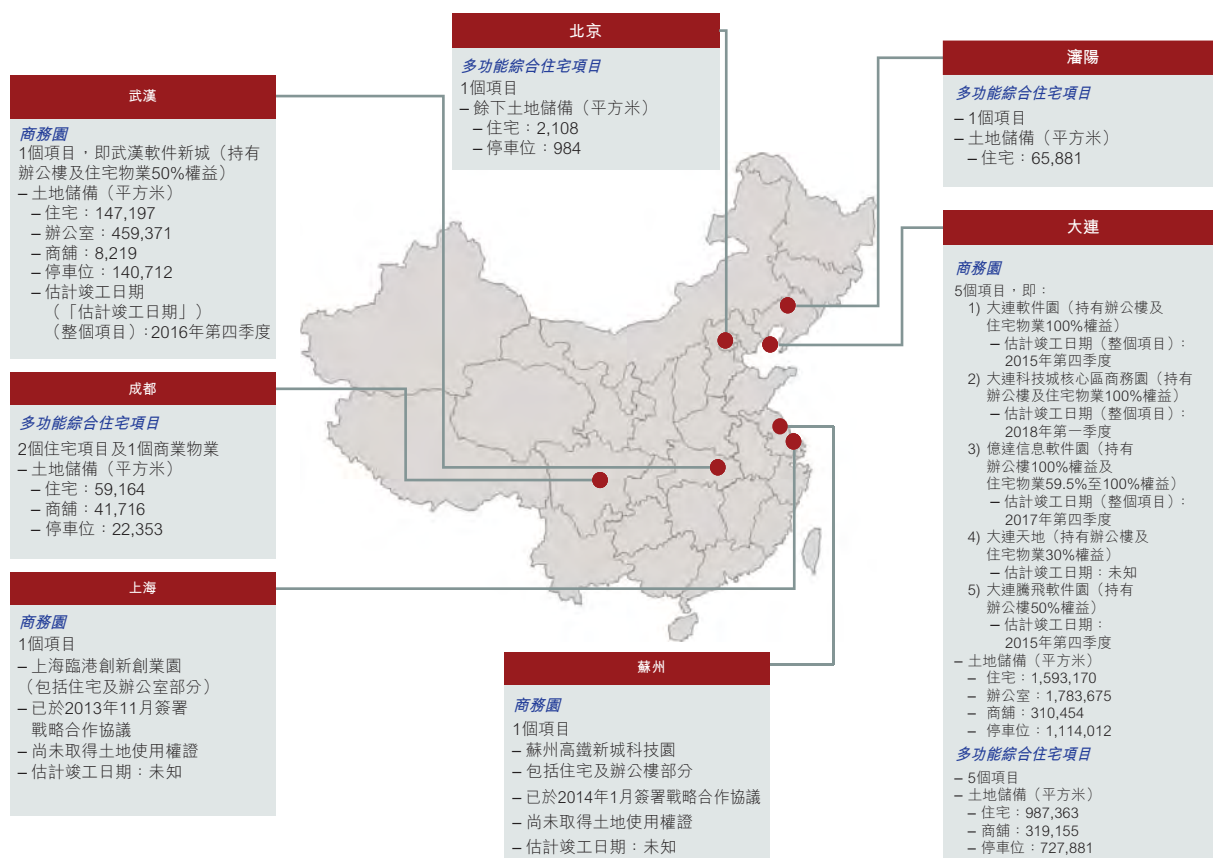 北京
多功能綜合住宅項目
1個項目
– 餘下土地儲備（平方米）
– 住宅：2,108
– 停車位：984
瀋陽
多功能綜合住宅項目
– 1個項目
– 土地儲備（平方米）
– 住宅：65,881
武漢
商務園
1個項目，即武漢軟件新城（持有
辦公樓及住宅物業50%權益）
– 土地儲備（平方米）
– 住宅：147,197
– 辦公室：459,371
– 商舖：8,219
– 停車位：140,712
– 估計竣工日期
（「估計竣工日期」）
（整個項目）：2016年第四季度
成都
多功能綜合住宅項目
2個住宅項目及1個商業物業
– 土地儲備（平方米）
– 住宅：59,164
– 商舖：41,716
– 停車位：22,353
上海
商務園
1個項目
– 上海臨港創新創業園
（包括住宅及辦公室部分）
– 已於2013年11月簽署
戰略合作協議
– 尚未取得土地使用權證
– 估計竣工日期：未知
蘇州
商務園
1個項目
– 蘇州高鐵新城科技園
– 包括住宅及辦公樓部分
– 已於2014年1月簽署戰略合作協議
– 尚未取得土地使用權證
– 估計竣工日期：未知
大連
商務園
5個項目，即：
1) 大連軟件園（持有辦公樓及
住宅物業100%權益）
– 估計竣工日期（整個項目）：
2015年第四季度
2) 大連科技城核心區商務園（持有
辦公樓及住宅物業100%權益）
– 估計竣工日期（整個項目）：
2018年第一季度
3) 億達信息軟件園（持有
辦公樓100%權益及
住宅物業59.5%至100%權益）
– 估計竣工日期（整個項目）：
2017年第四季度
4) 大連天地（持有辦公樓及
住宅物業30%權益）
– 估計竣工日期：未知
5) 大連騰飛軟件園（持有
辦公樓50%權益）
– 估計竣工日期：
2015年第四季度
– 土地儲備（平方米）
– 住宅：1,593,170
– 辦公室：1,783,675
– 商舖：310,454
– 停車位：1,114,012
多功能綜合住宅項目
– 5個項目
– 土地儲備（平方米）
– 住宅：987,363
– 商舖：319,155
– 停車位：727,881